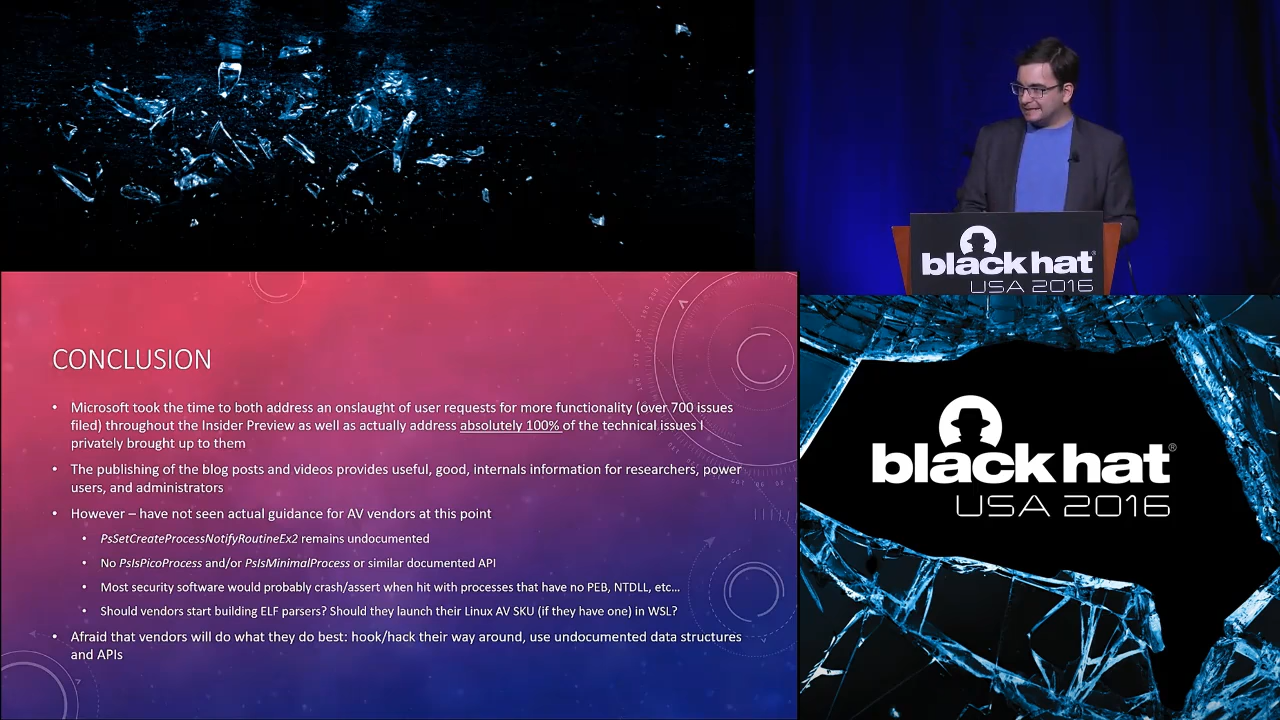 black hat®
USA 2016
CONCLUSION
• Microsoft took the time to both address an onslaught of user requests for more functionality (over 700 issues
filed) throughout the Insider Preview as well as actually address absolutely 100% of the technical issues I
privately brought up to them
• The publishing of the blog posts and videos provides useful, good, internals information for researchers, power
users, and administrators
• However – have not seen actual guidance for AV vendors at this point
• PsSetCreateProcessNotifyRoutineEx2 remains undocumented
• No PsIsPicoProcess and/or PsIsMinimalProcess or similar documented API
• Most security software would probably crash/assert when hit with processes that have no PEB, NTDLL, etc…
• Should vendors start building ELF parsers? Should they launch their Linux AV SKU (if they have one) in WSL?
• Afraid that vendors will do what they do best: hook/hack their way around, use undocumented data structures
and APIs
black hat®
USA 2016